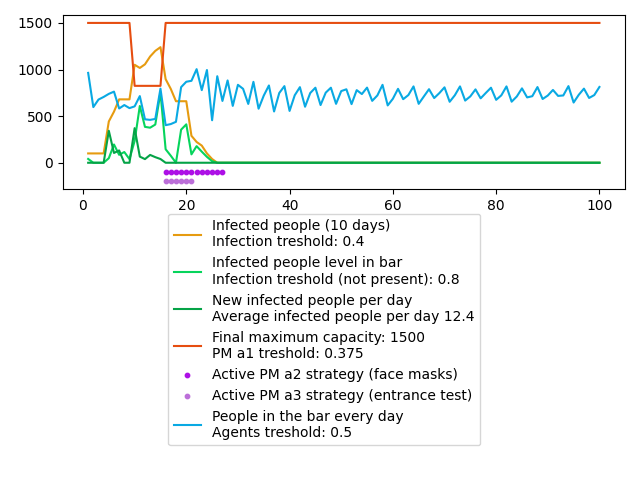 1500
1000
500
0
0
20
40
60
80
100
Infected people (10 days)
Infection treshold: 0.4
Infected people level in bar
Infection treshold (not present): 0.8
New infected people per day
Average infected people per day 12.4
Final maximum capacity: 1500
PM a1 treshold: 0.375
Active PM a2 strategy (face masks)
Active PM a3 strategy (entrance test)
People in the bar every day
Agents treshold: 0.5